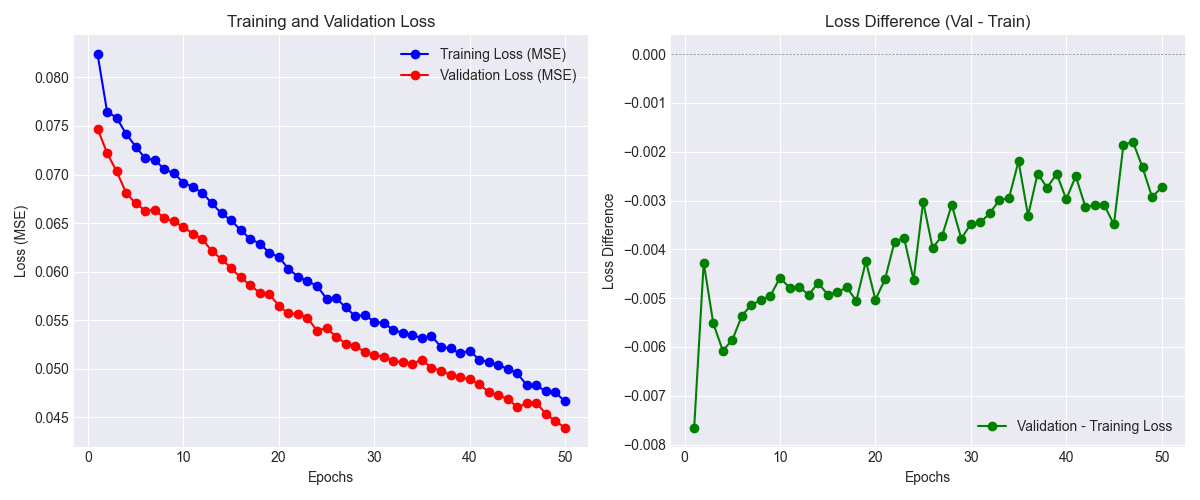 Training and Validation Loss
Training Loss (MSE)
Validation Loss (MSE)
0.080
0.075
0.070
0.065
0.060
0.055
0.050
0.045
Loss (MSE)
0 10 20 30 40 50
Epochs
Loss Difference (Val - Train)
0.000
−0.001
−0.002
−0.003
−0.004
−0.005
−0.006
−0.007
−0.008
Loss Difference
Validation - Training Loss
0 10 20 30 40 50
Epochs